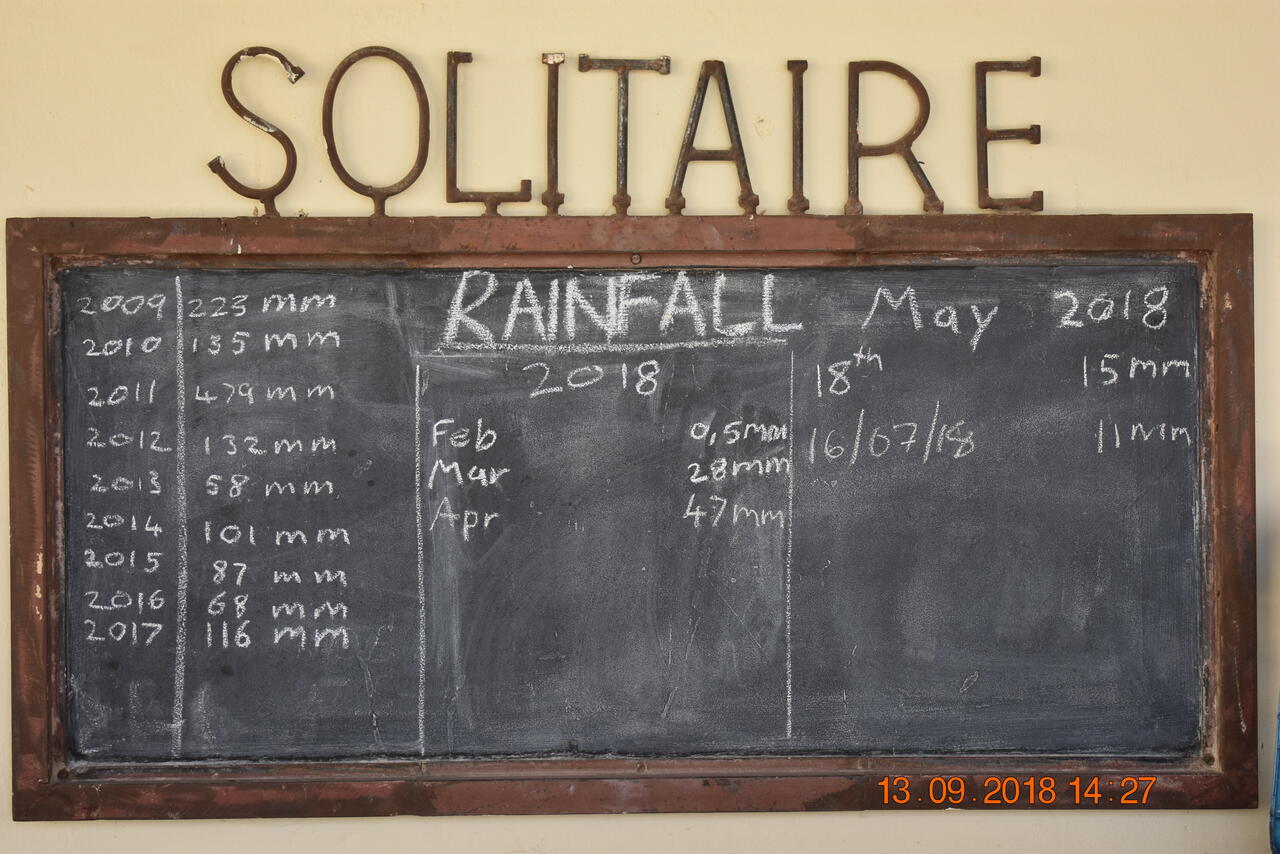 SOLITAIRE
RAINFALL
2009 223 mm
2010 135 mm
2011 479 mm
2012 132 mm
2013 58 mm
2014 101 mm
2015 87 mm
2016 68 mm
2017 116 mm
2018
Feb 0,5mm
Mar 28mm
Apr 47mm
May 2018
18th 15mm
16/07/18 11mm
13.09.2018 14:27